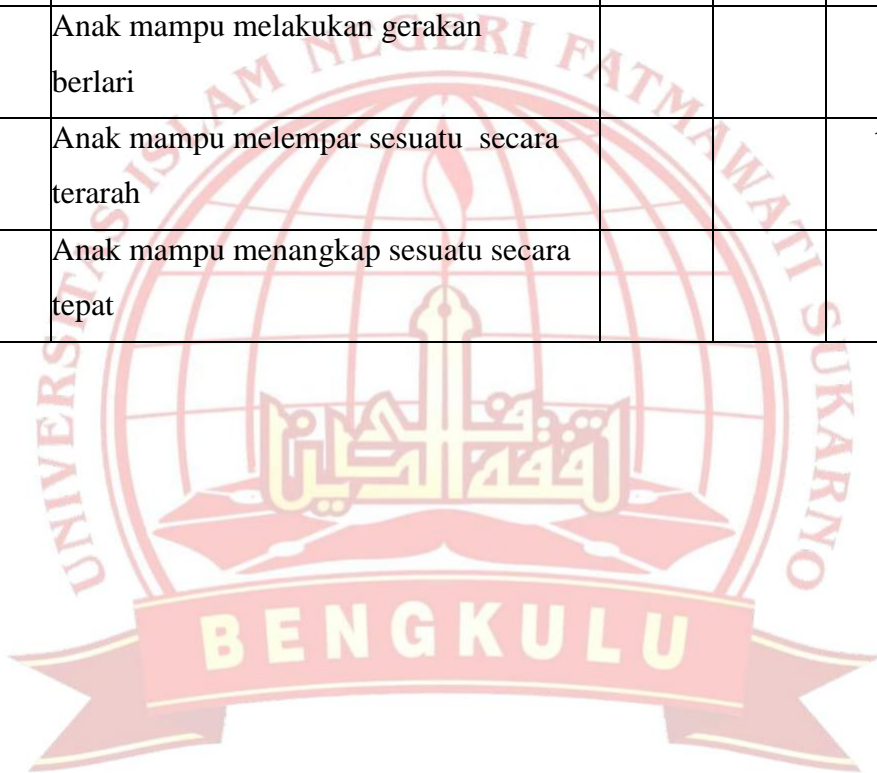 Anak mampu melakukan gerakan
berlari
Anak mampu melempar sesuatu secara
terarah
Anak mampu menangkap sesuatu secara
tepat
UNIVERSITAS ISLAM NEGERI FATMAWATI SUKARNO
BENGKULU